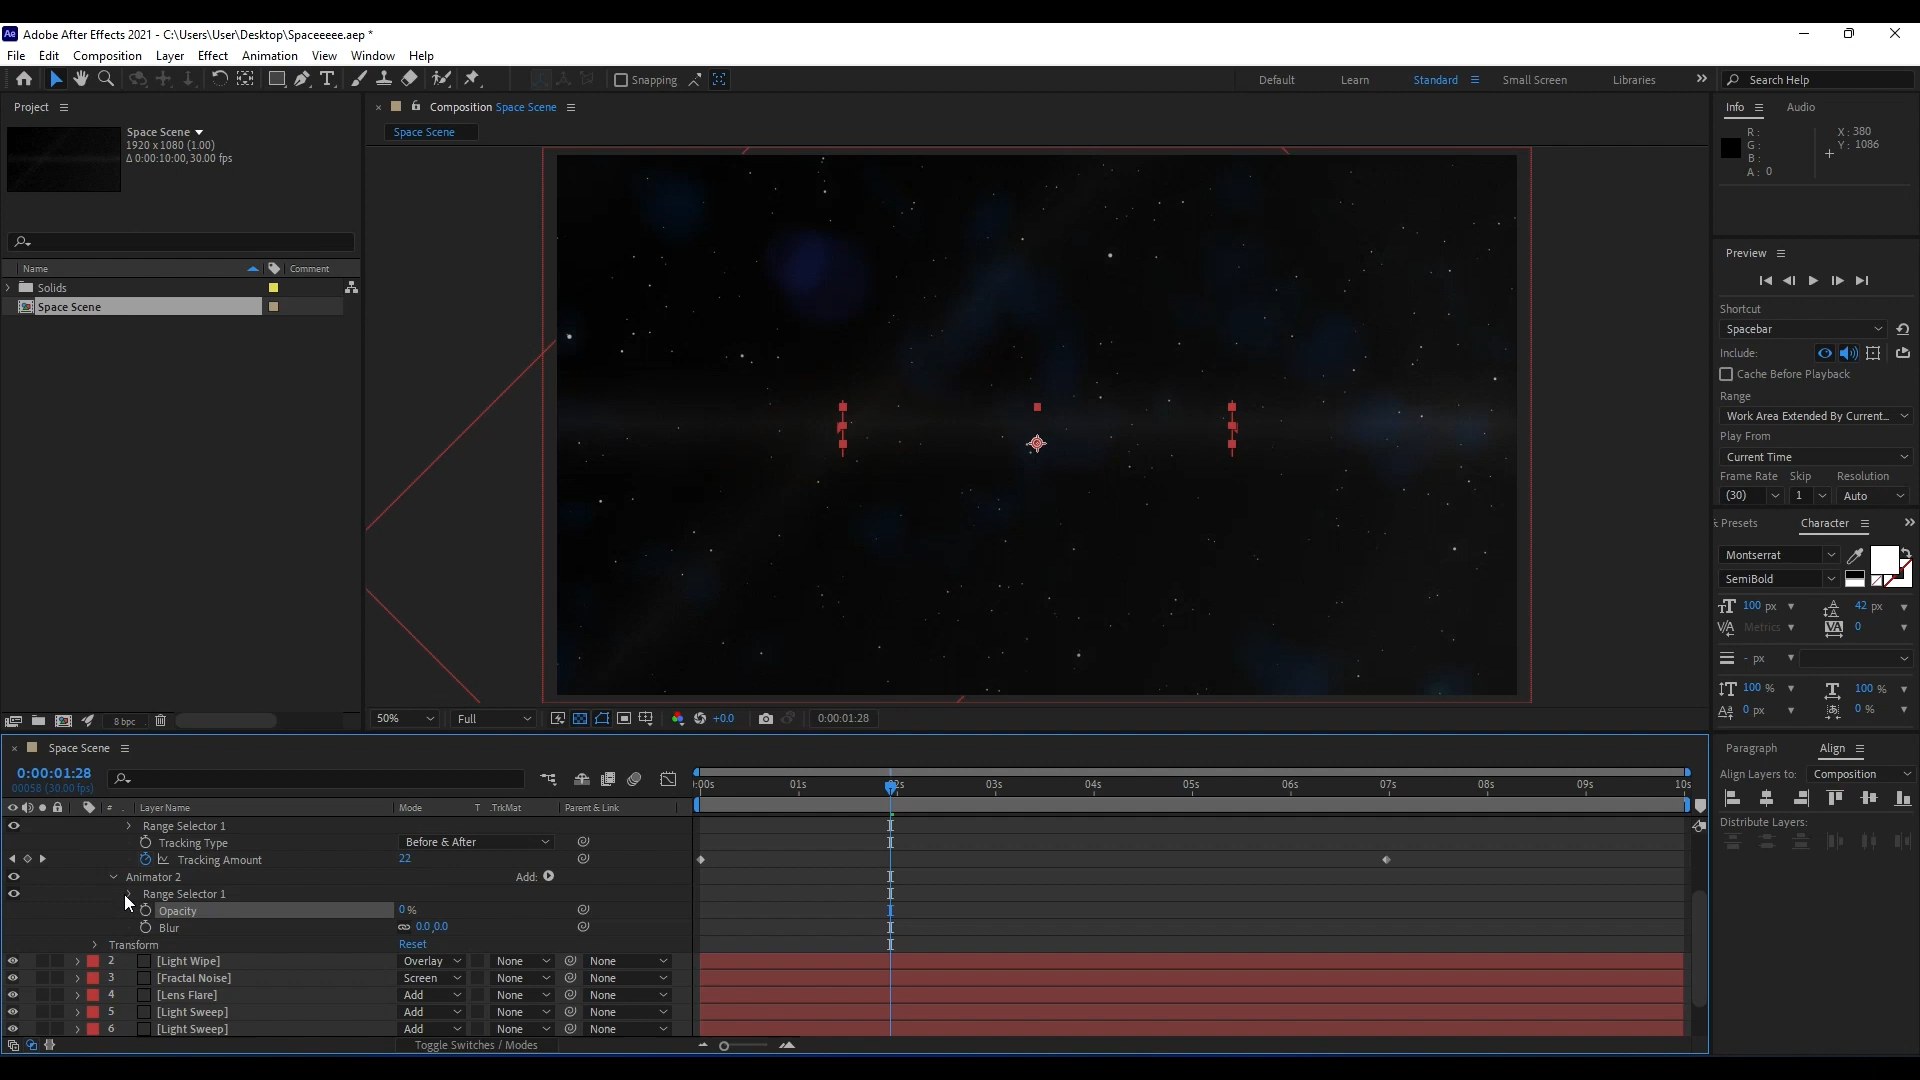 Ae Adobe After Effects 2021 - C:\Users\User\Desktop\Spaceeeee.aep *
File Edit Composition Layer Effect Animation View Window Help
Snapping Default Learn Standard Small Screen Libraries Search Help
Project
Space Scene
1920 x 1080 (1.00)
Δ 0:00:10:00, 30.00 fps
Name Comment
Solids
Space Scene
8 bpc
Composition Space Scene
Space Scene
50% Full +0.0 0:00:01:28
Info Audio
R: X: 380
G: Y: 1086
B:
A: 0
Preview
Shortcut
Spacebar
Include:
Cache Before Playback
Range
Work Area Extended By Current...
Play From
Current Time
Frame Rate Skip Resolution
(30) 1 Auto
Presets Character
Montserrat
SemiBold
100 px 42 px
Metrics 0
- px
100 % 100 %
0 px 0 %
Paragraph Align
Align Layers to: Composition
Distribute Layers:
Space Scene
0:00:01:28
00058 (30.00 fps)
:00s 01s 02s 03s 04s 05s 06s 07s 08s 09s 10s
# Layer Name Mode T .TrkMat Parent & Link
Range Selector 1
Tracking Type Before & After
Tracking Amount 22
Animator 2 Add:
Range Selector 1
Opacity 0 %
Blur 0.0,0.0
Transform Reset
2 [Light Wipe] Overlay None None
3 [Fractal Noise] Screen None None
4 [Lens Flare] Add None None
5 [Light Sweep] Add None None
6 [Light Sweep] Add None None
Toggle Switches / Modes